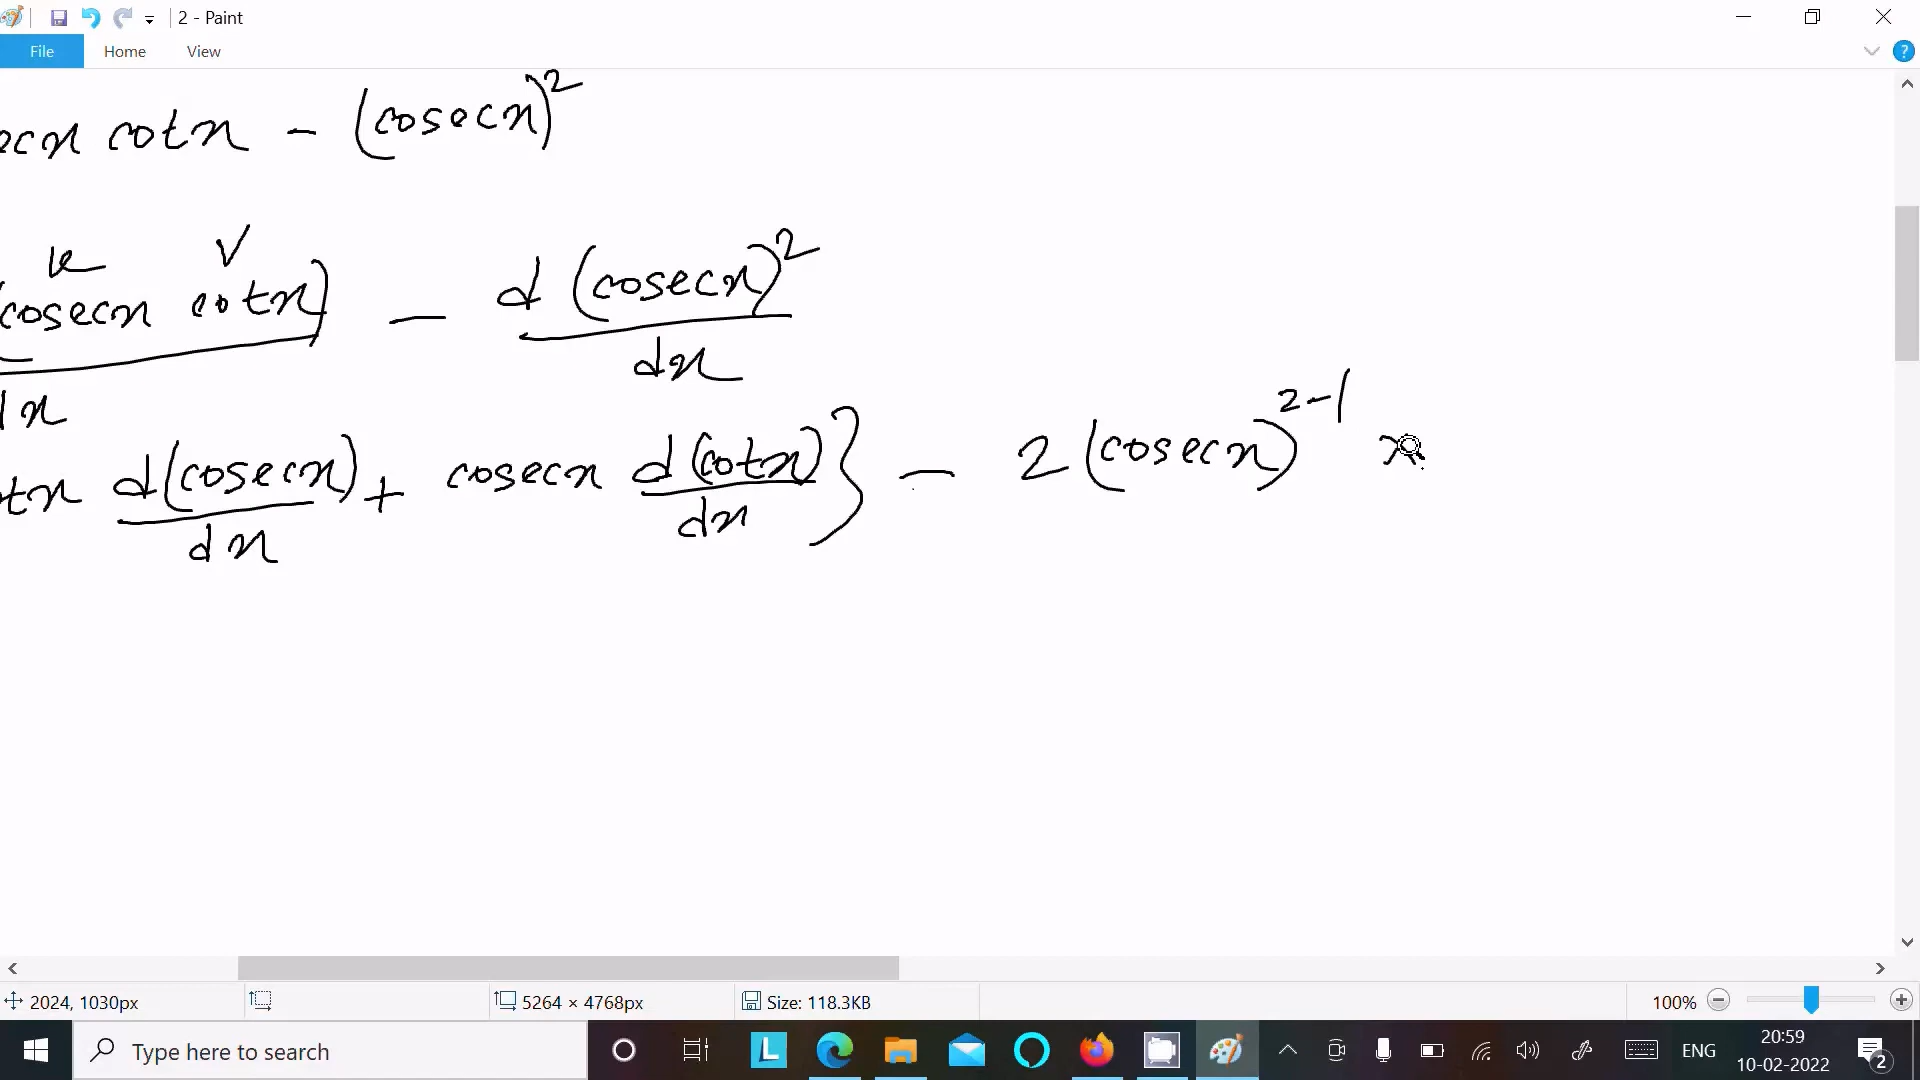 2 - Paint
File Home View
cotx - (cosecx)²
u v
cosecx cotx) - d (cosecx)²
dx dx
d(cosecx) + cosecx d(cotx)} - 2(cosecx)²⁻¹ ×
dx dx
2024, 1030px 5264 × 4768px Size: 118.3KB 100%
Type here to search L ENG 20:59
10-02-2022 2